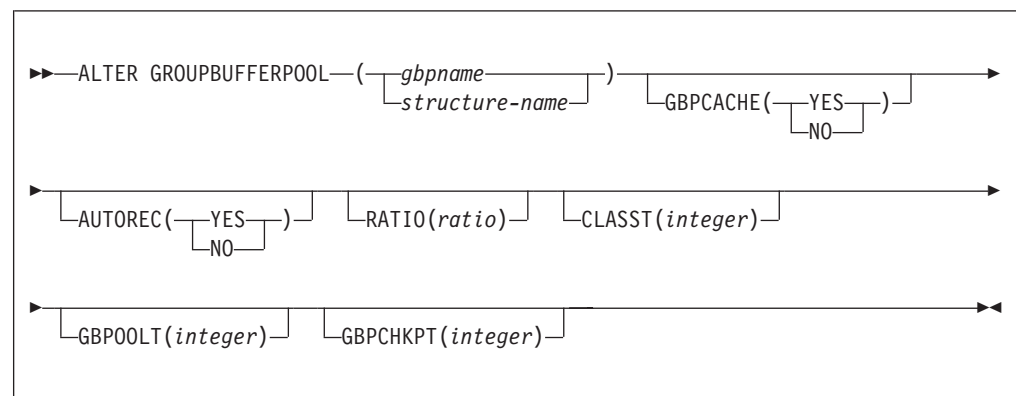 ALTER GROUPBUFFERPOOL ( gbpname )
structure-name
GBPCACHE( YES )
NO
AUTOREC( YES ) RATIO(ratio) CLASST(integer)
NO
GBPOOLT(integer) GBPCHKPT(integer)